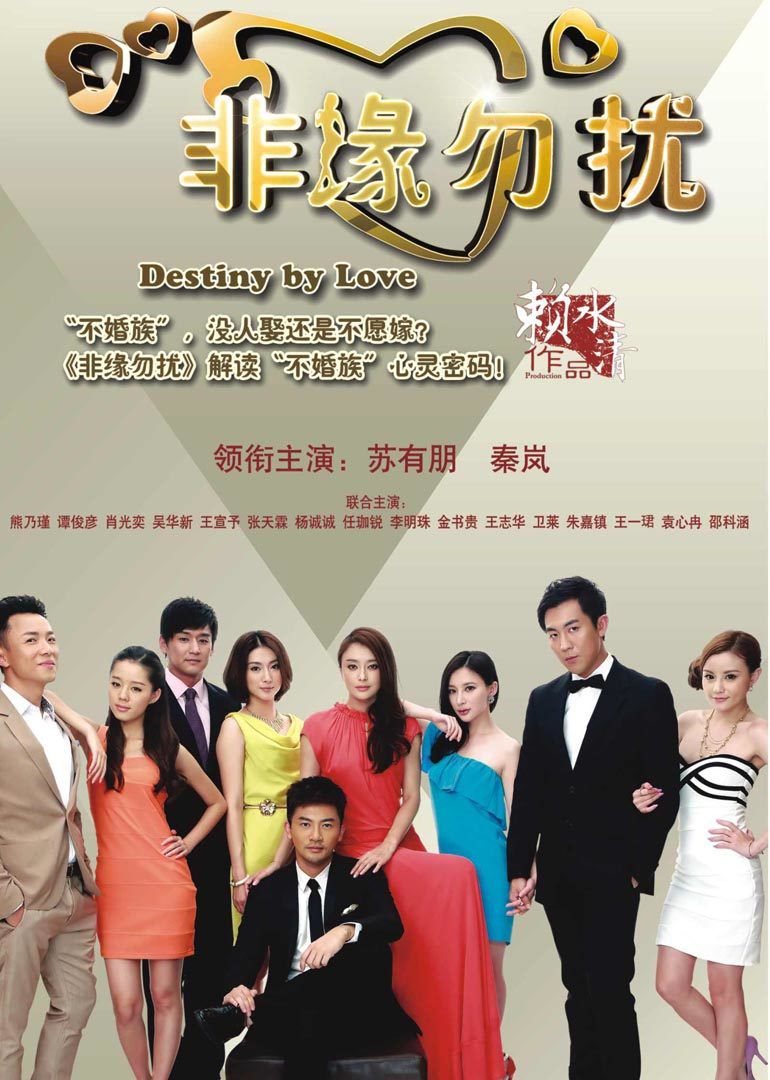 非缘勿扰
Destiny by Love
“不婚族”，没人娶还是不愿嫁？
《非缘勿扰》解读“不婚族”心灵密码！
赖水清
作品
Production
领衔主演：苏有朋 秦岚
联合主演：
熊乃瑾 谭俊彦 肖光奕 吴华新 王宣予 张天霖 杨诚诚 任珈锐 李明珠 金书贵 王志华 卫莱 朱嘉镇 王一珺 袁心冉 邵科涵